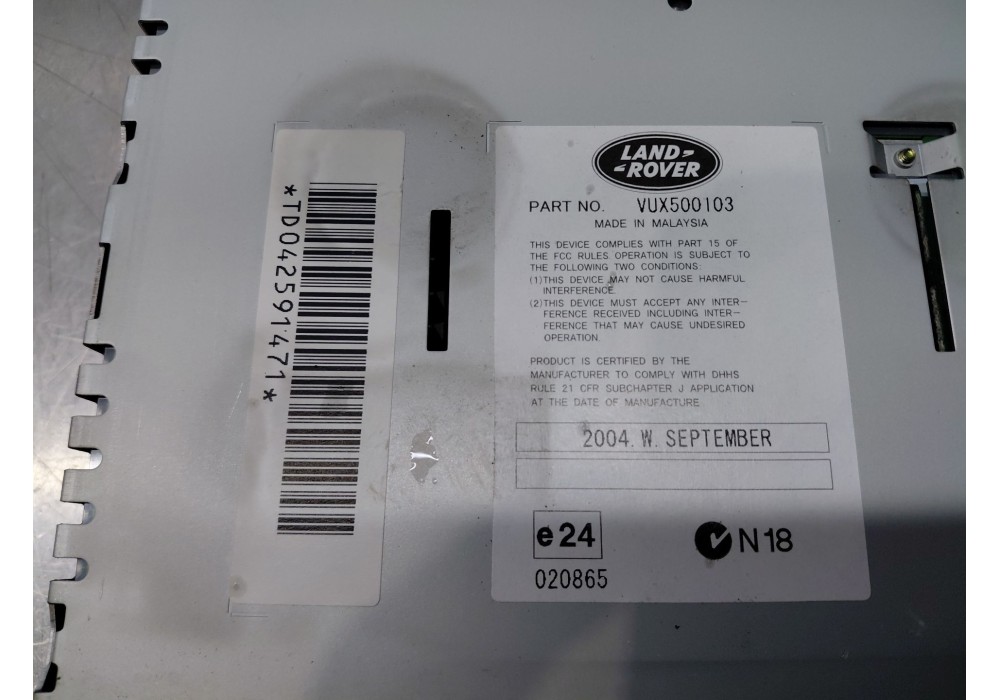 *TD042591471*
LAND-
-ROVER
PART NO. VUX500103
MADE IN MALAYSIA
THIS DEVICE COMPLIES WITH PART 15 OF
THE FCC RULES OPERATION IS SUBJECT TO
THE FOLLOWING TWO CONDITIONS:
(1)THIS DEVICE MAY NOT CAUSE HARMFUL
INTERFERENCE
(2)THIS DEVICE MUST ACCEPT ANY INTER-
FERENCE RECEIVED INCLUDING INTER-
FERENCE THAT MAY CAUSE UNDESIRED
OPERATION.
PRODUCT IS CERTIFIED BY THE
MANUFACTURER TO COMPLY WITH DHHS
RULE 21 CFR SUBCHAPTER J APPLICATION
AT THE DATE OF MANUFACTURE
2004. W. SEPTEMBER
e24
N18
020865